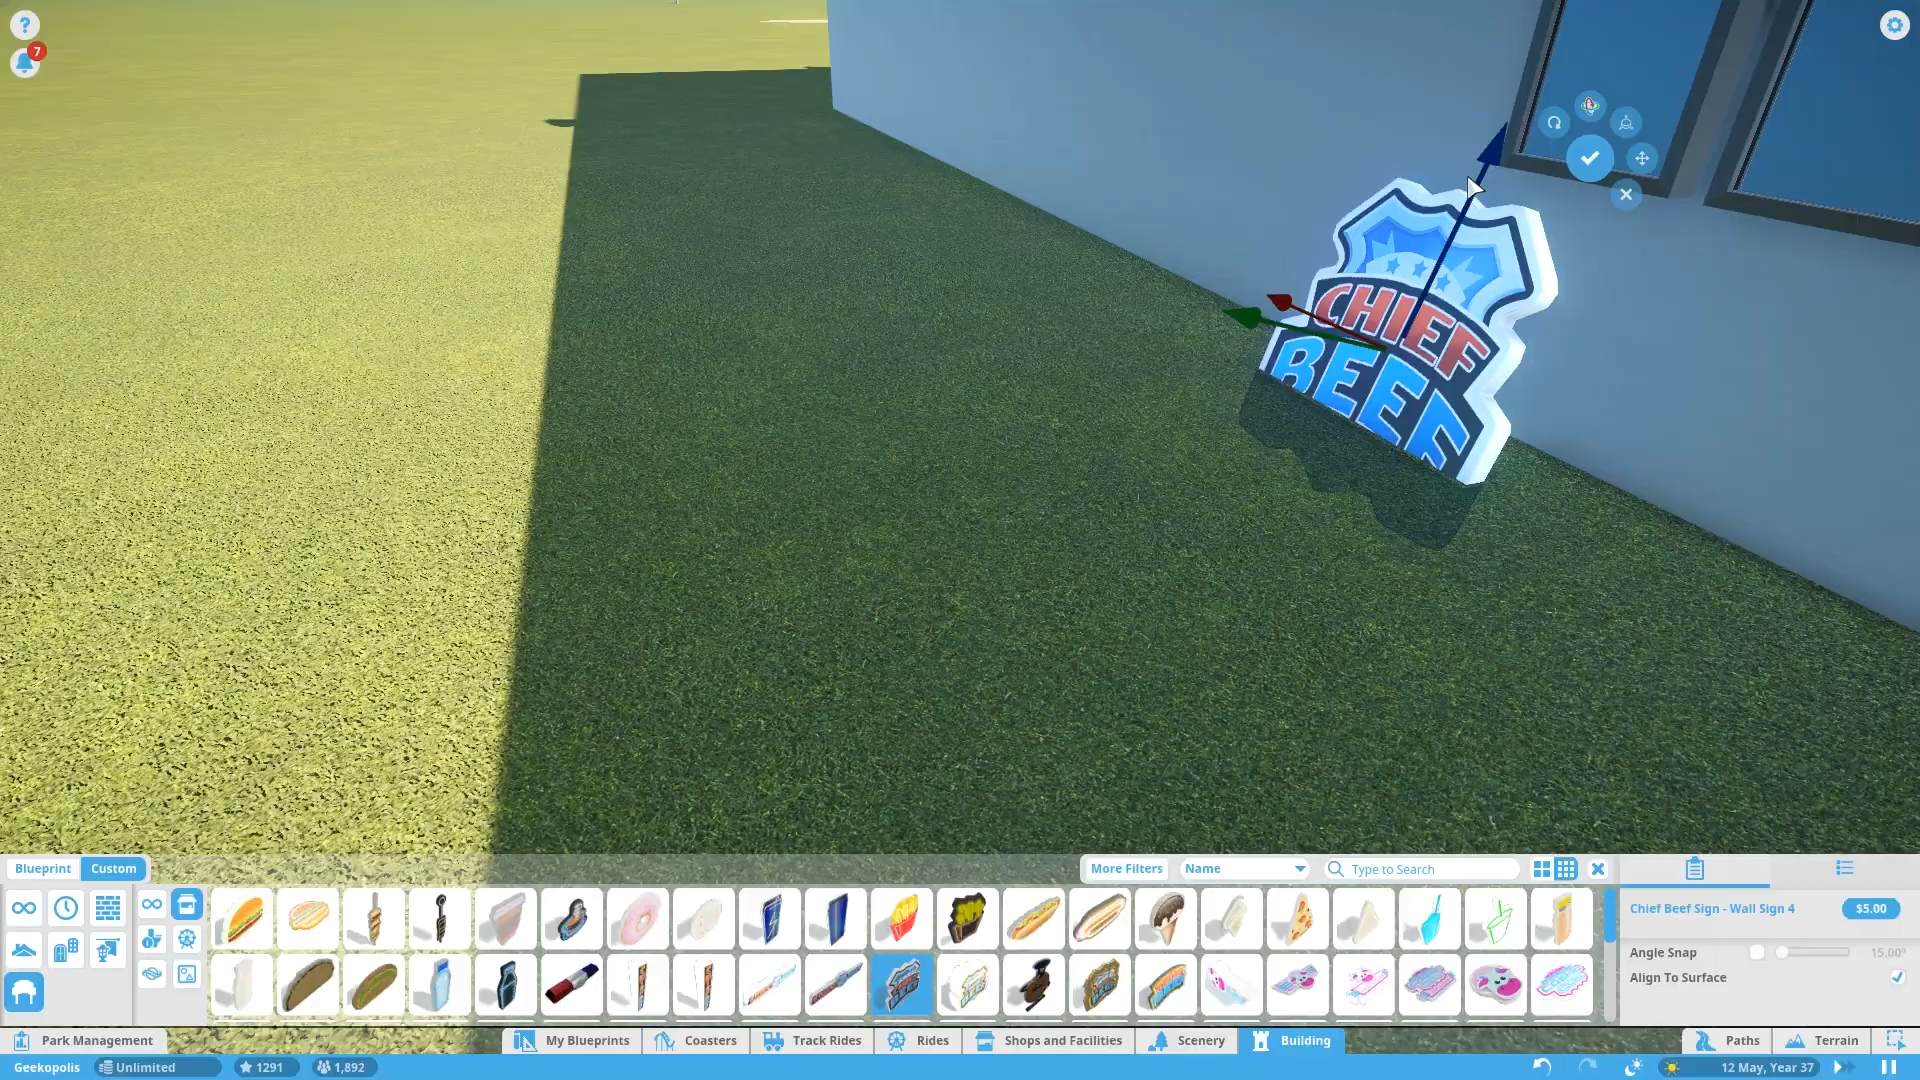 7
CHIEF
BEEF
Blueprint
Custom
More Filters
Name
Type to Search
Chief Beef Sign - Wall Sign 4
$5.00
Angle Snap
15.00°
Align To Surface
Park Management
My Blueprints
Coasters
Track Rides
Rides
Shops and Facilities
Scenery
Building
Paths
Terrain
Geekopolis
Unlimited
1291
1,892
12 May, Year 37